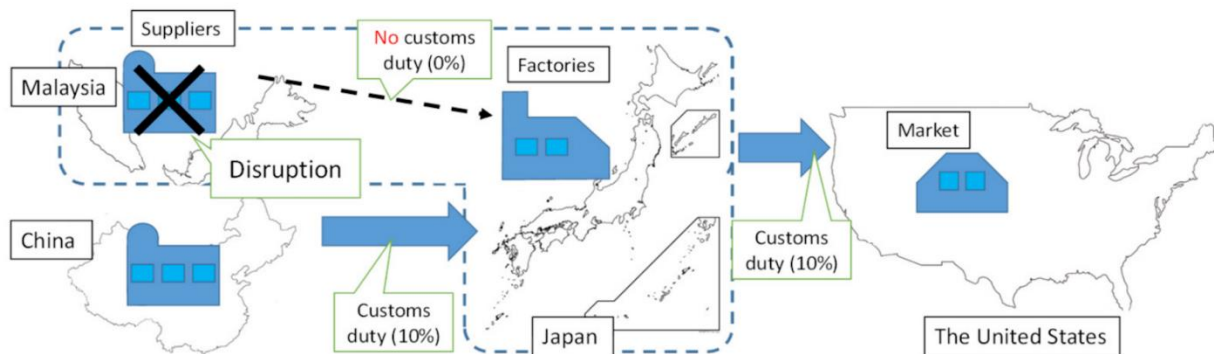 Suppliers
No customs
duty (0%)
Malaysia
Factories
Market
Disruption
China
Customs
duty (10%)
Customs
duty (10%)
Japan
The United States